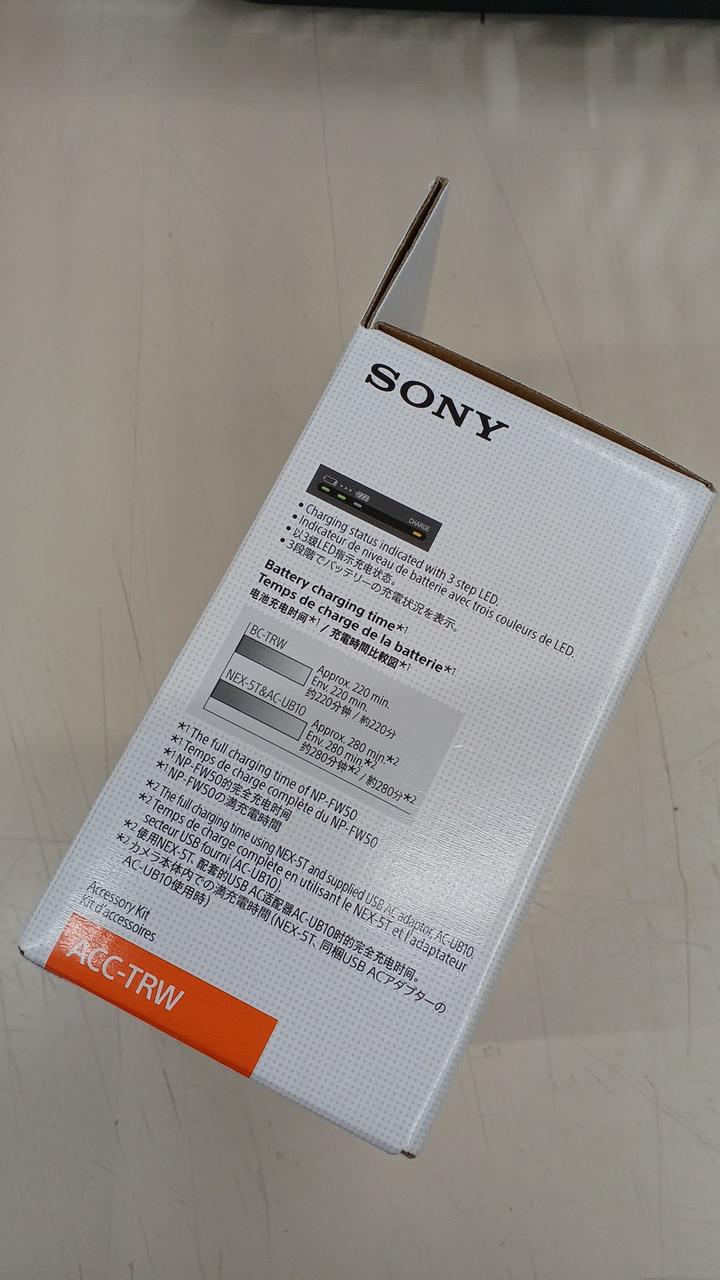 SONY
CHARGE
• Charging status indicated with 3 step LED.
• Indicateur de niveau de batterie avec trois couleurs de LED.
• 以3级LED指示充电状态。
• 3段階でバッテリーの充電状況を表示。
Battery charging time*1
Temps de charge de la batterie*1
电池充电时间*1 / 充電時間比較図*1
BC-TRW
Approx. 220 min.
Env. 220 min.
约220分钟 / 約220分
NEX-5T&AC-UB10
Approx. 280 min.*2
Env. 280 min.*2
约280分钟*2 / 約280分*2
*1 The full charging time of NP-FW50
*1 Temps de charge complète du NP-FW50
*1 NP-FW50的完全充电时间
*1 NP-FW50の満充電時間
*2 The full charging time using NEX-5T and supplied USB AC adaptor, AC-UB10.
*2 Temps de charge complète en utilisant le NEX-5T et l'adaptateur
secteur USB fourni (AC-UB10).
*2 使用NEX-5T, 配套的USB AC适配器AC-UB10时的完全充电时间。
*2 カメラ本体内での満充電時間 (NEX-5T, 同梱USB ACアダプターの
AC-UB10使用時)
Accessory Kit
Kit d'accessoires
ACC-TRW